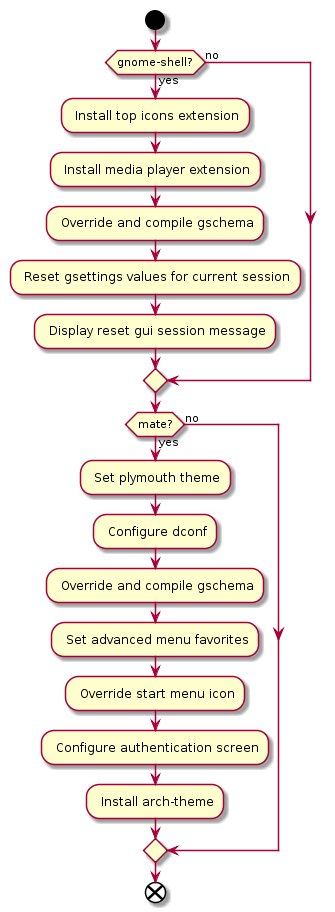 gnome-shell?
no
yes
Install top icons extension
Install media player extension
Override and compile gschema
Reset gsettings values for current session
Display reset gui session message
mate?
no
yes
Set plymouth theme
Configure dconf
Override and compile gschema
Set advanced menu favorites
Override start menu icon
Configure authentication screen
Install arch-theme